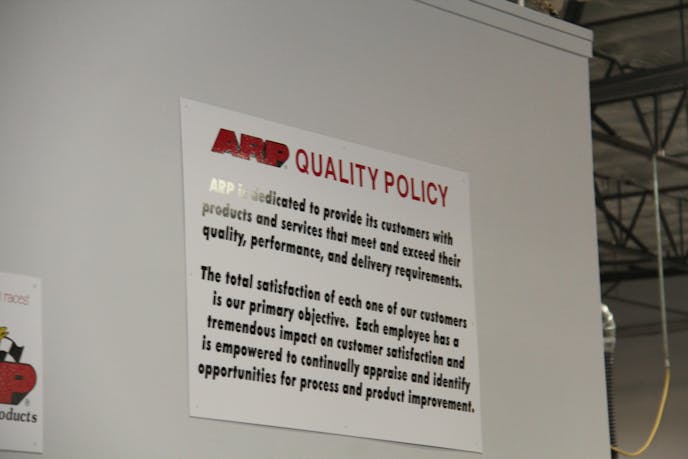 ARP® QUALITY POLICY
ARP is dedicated to provide its customers with
products and services that meet and exceed their
quality, performance, and delivery requirements.
The total satisfaction of each one of our customers
is our primary objective. Each employee has a
tremendous impact on customer satisfaction and
is empowered to continually appraise and identify
opportunities for process and product improvement.
races!
P®
oducts